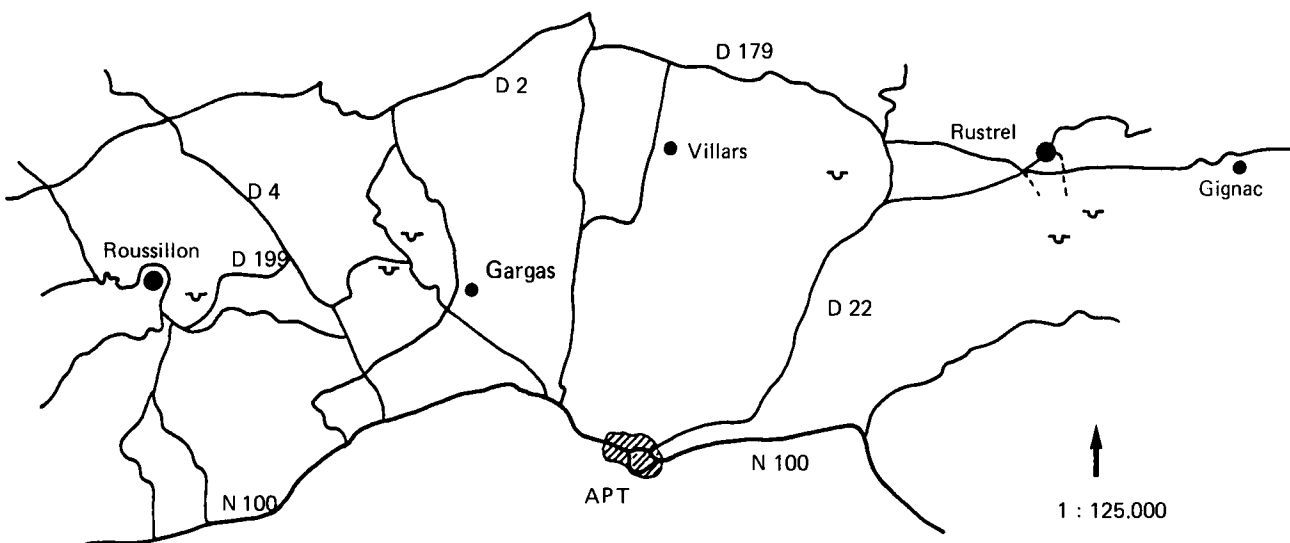 D 179
D 2
Rustrel
Villars
D 4
Gignac
Roussillon
D 199
Gargas
D 22
N 100
N 100
APT
1 : 125.000